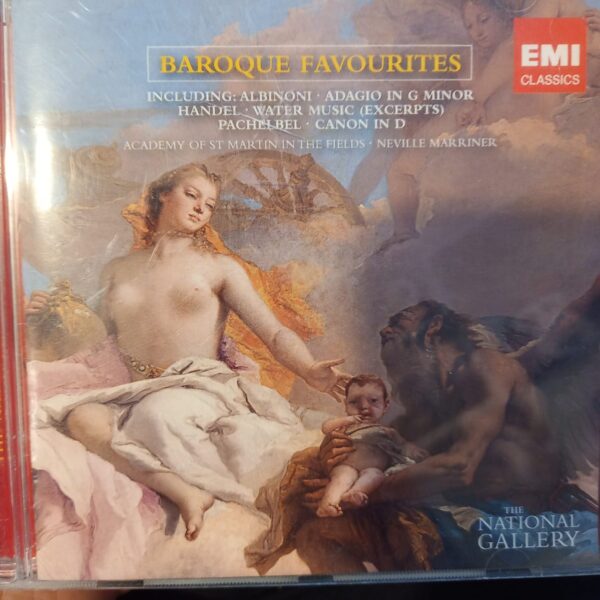 BAROQUE FAVOURITES
EMI
CLASSICS
INCLUDING: ALBINONI · ADAGIO IN G MINOR
HANDEL · WATER MUSIC (EXCERPTS)
PACHELBEL · CANON IN D
ACADEMY OF ST MARTIN IN THE FIELDS · NEVILLE MARRINER
THE
NATIONAL
GALLERY